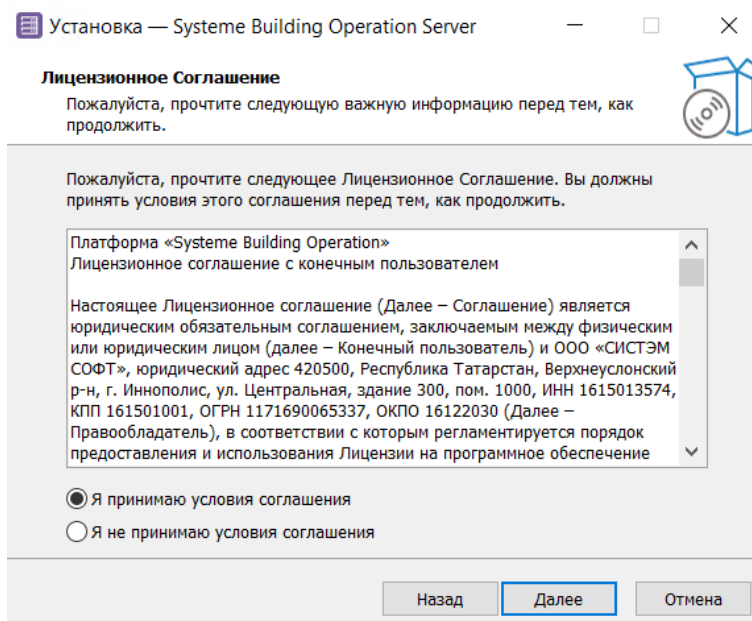 Установка — Systeme Building Operation Server
Лицензионное Соглашение
Пожалуйста, прочтите следующую важную информацию перед тем, как
продолжить.
Пожалуйста, прочтите следующее Лицензионное Соглашение. Вы должны
принять условия этого соглашения перед тем, как продолжить.
Платформа «Systeme Building Operation»
Лицензионное соглашение с конечным пользователем
Настоящее Лицензионное соглашение (Далее – Соглашение) является
юридическим обязательным соглашением, заключаемым между физическим
или юридическим лицом (далее – Конечный пользователь) и ООО «СИСТЭМ
СОФТ», юридический адрес 420500, Республика Татарстан, Верхнеуслонский
р-н, г. Иннополис, ул. Центральная, здание 300, пом. 1000, ИНН 1615013574,
КПП 161501001, ОГРН 1171690065337, ОКПО 16122030 (Далее –
Правообладатель), в соответствии с которым регламентируется порядок
предоставления и использования Лицензии на программное обеспечение
Я принимаю условия соглашения
Я не принимаю условия соглашения
Назад Далее Отмена